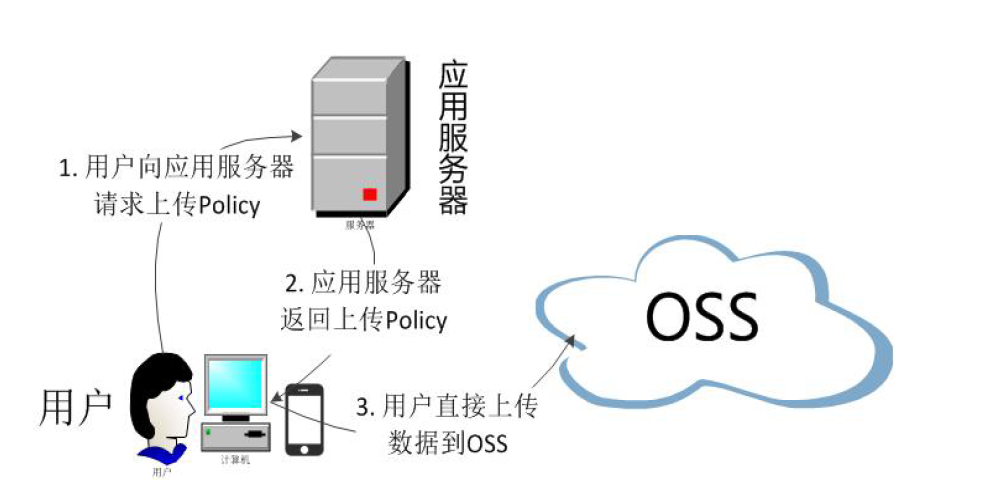 应用服务器
1. 用户向应用服务器
请求上传Policy
服务器
2. 应用服务器
返回上传Policy
OSS
用户
3. 用户直接上传
数据到OSS
计算机
用户